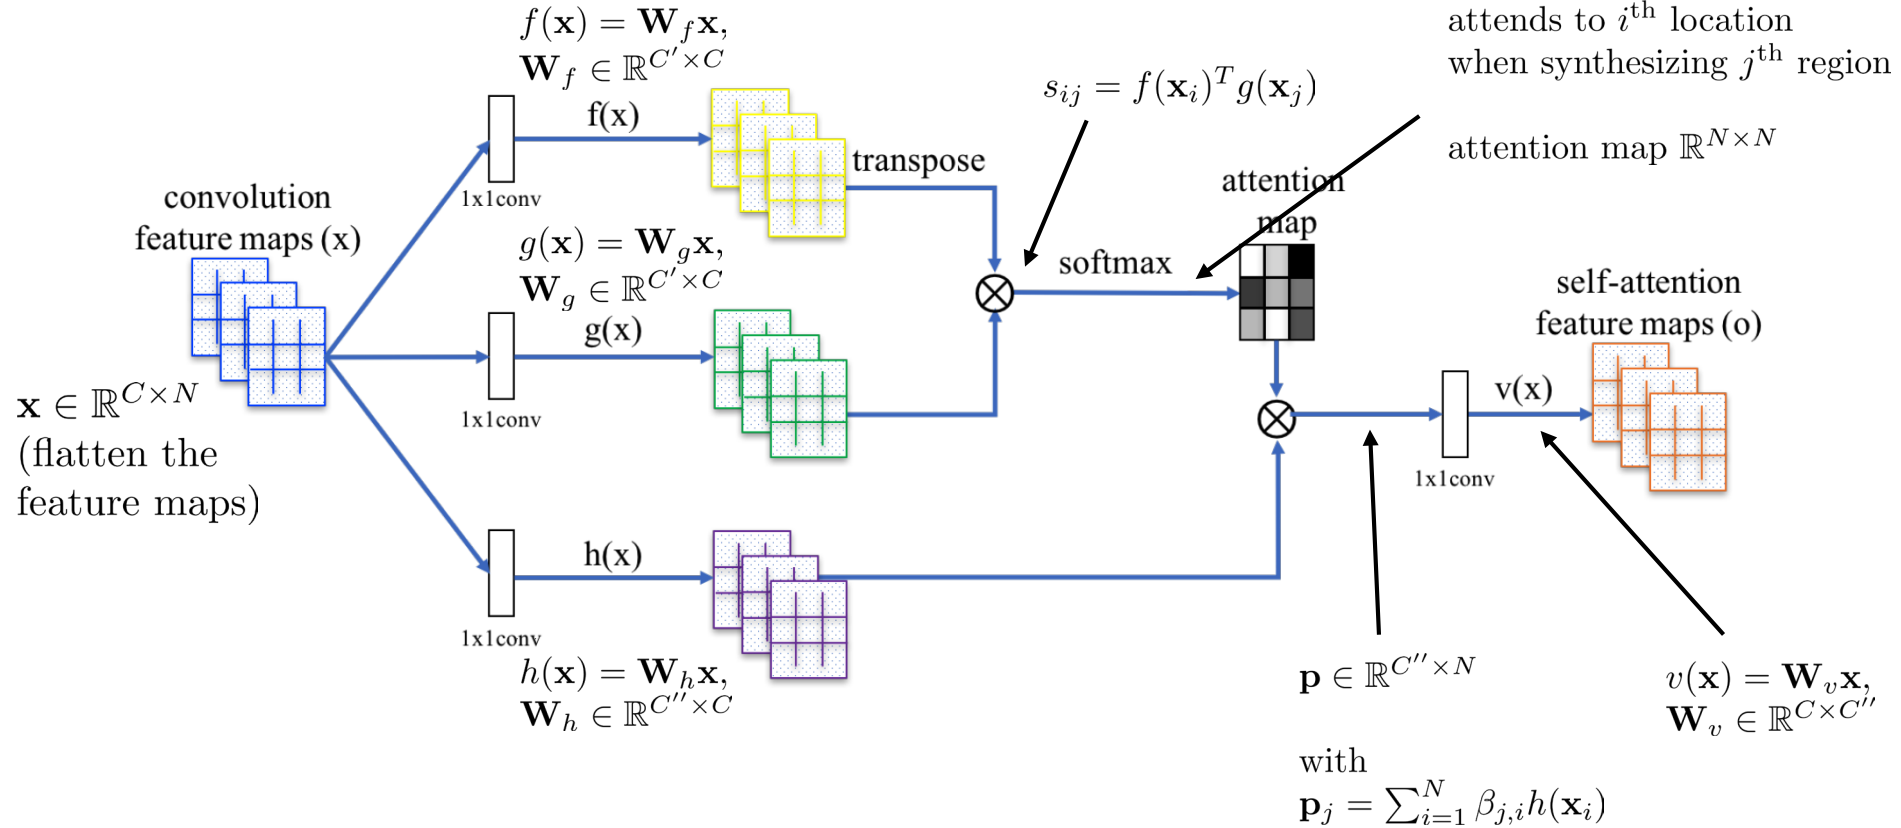 f(x) = W_f x,
W_f ∈ ℝ^{C′×C}
f(x)
1x1conv
transpose
s_{ij} = f(x_i)^T g(x_j)
attends to i^{th} location
when synthesizing j^{th} region
attention map ℝ^{N×N}
convolution
feature maps (x)
x ∈ ℝ^{C×N}
(flatten the
feature maps)
g(x) = W_g x,
W_g ∈ ℝ^{C′×C}
g(x)
1x1conv
softmax
attention
map
self-attention
feature maps (o)
v(x)
1x1conv
h(x)
1x1conv
h(x) = W_h x,
W_h ∈ ℝ^{C″×C}
p ∈ ℝ^{C″×N}
with
p_j = ∑_{i=1}^{N} β_{j,i} h(x_i)
v(x) = W_v x,
W_v ∈ ℝ^{C×C″}